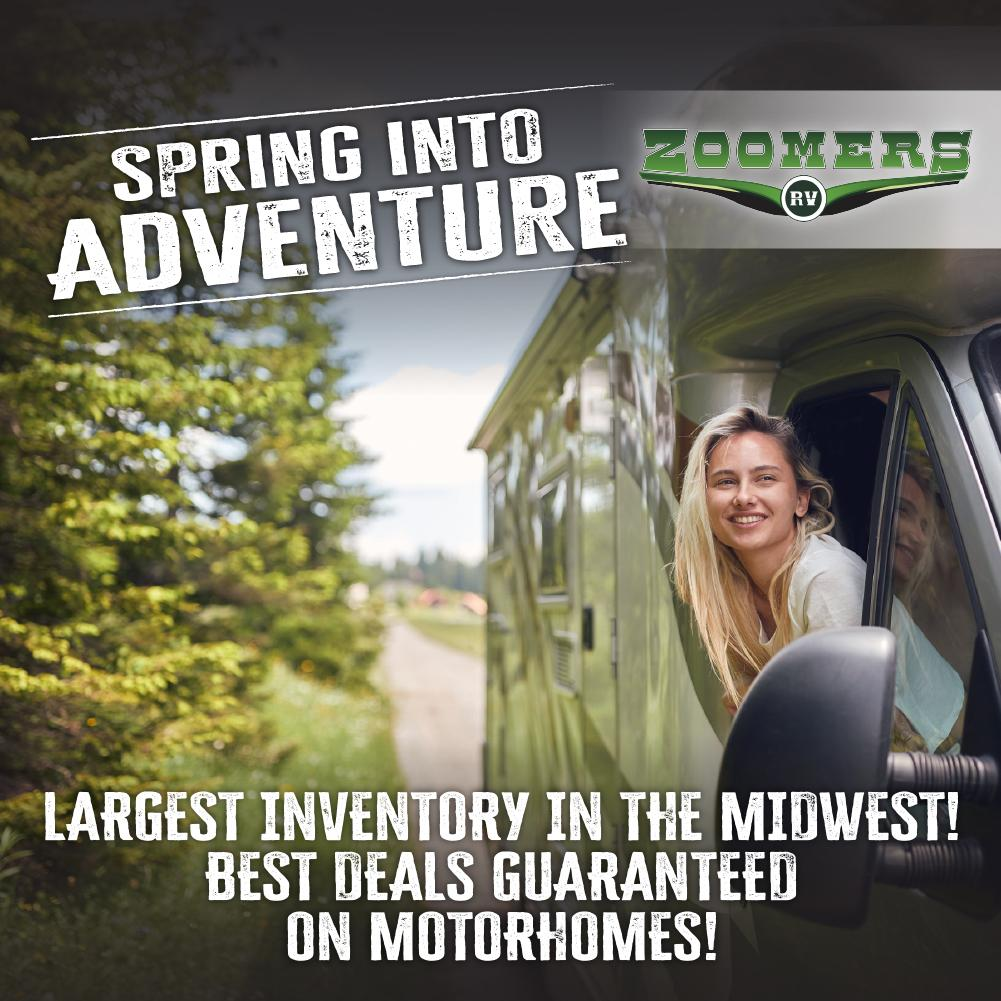 SPRING INTO
ADVENTURE
ZOOMERS
RV
LARGEST INVENTORY IN THE MIDWEST!
BEST DEALS GUARANTEED
ON MOTORHOMES!